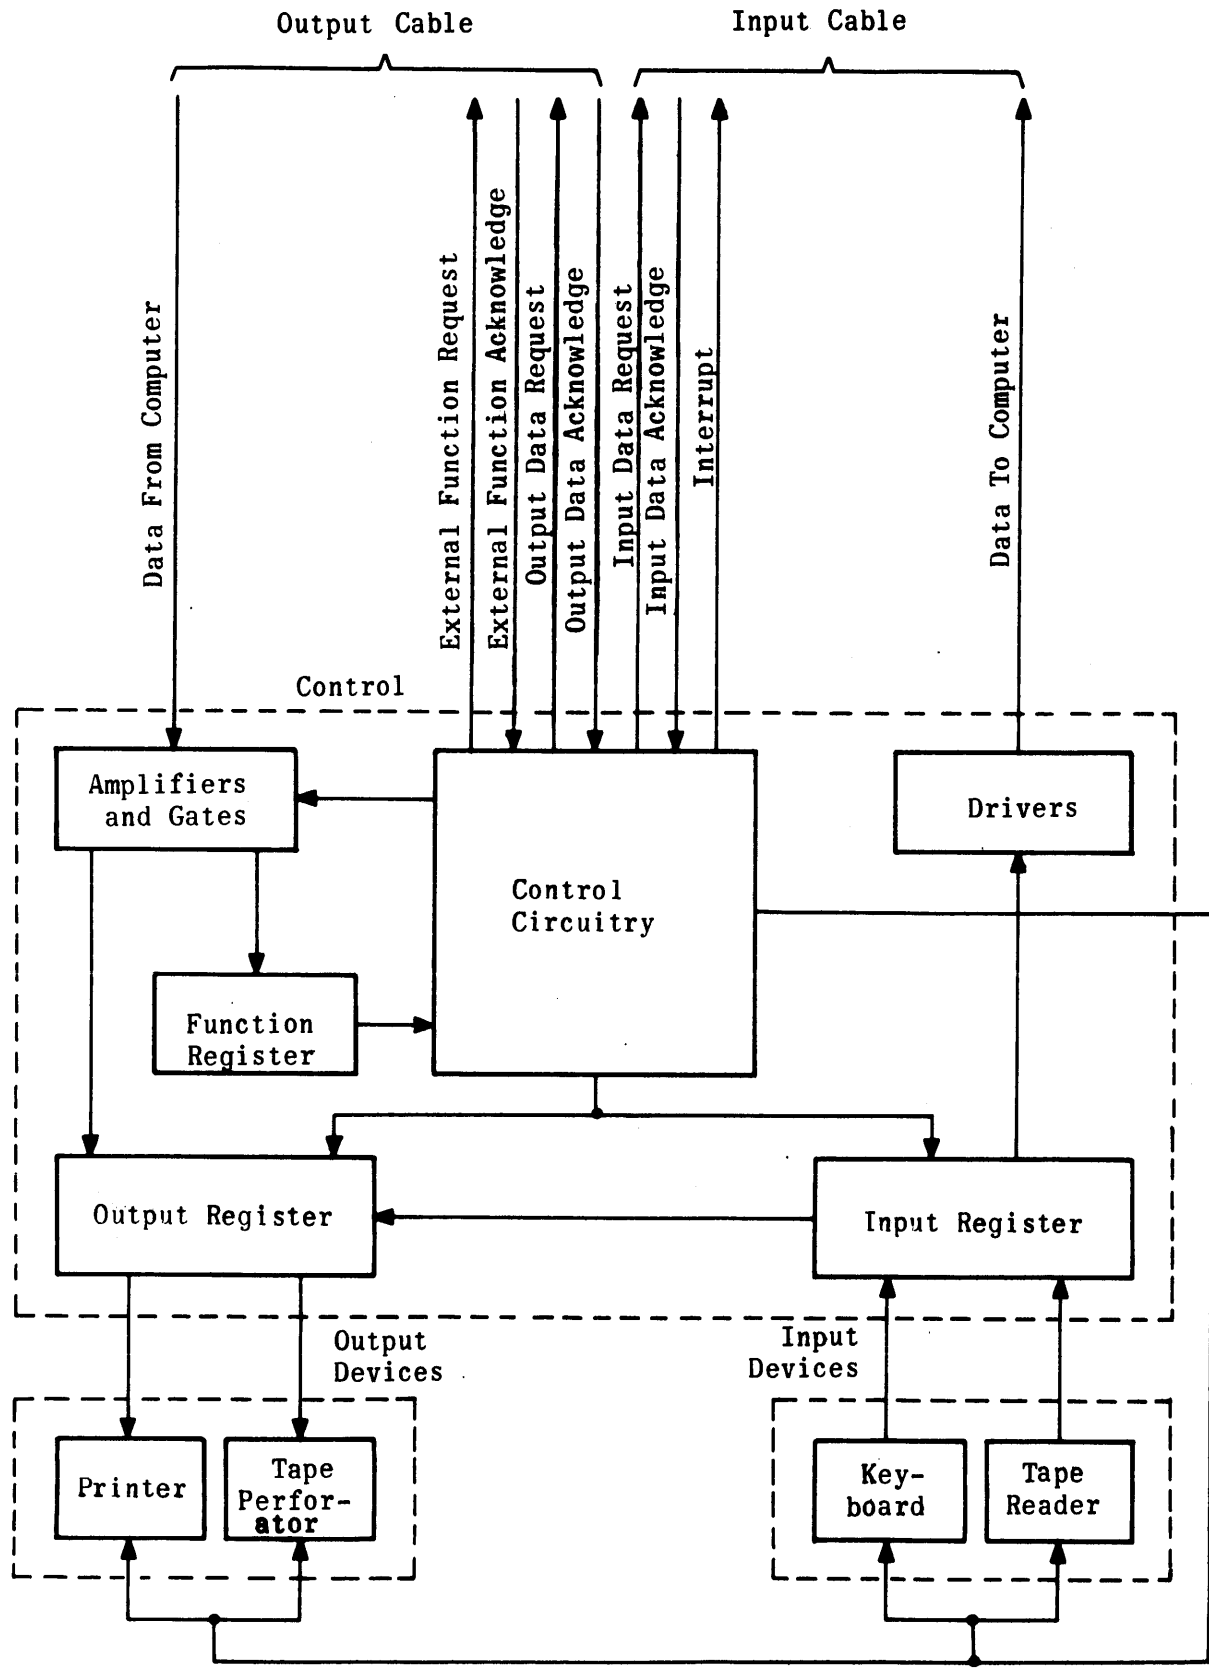 Output Cable
Input Cable
Data From Computer
External Function Request
External Function Acknowledge
Output Data Request
Output Data Acknowledge
Input Data Request
Input Data Acknowledge
Interrupt
Data To Computer
Control
Amplifiers
and Gates
Drivers
Control
Circuitry
Function
Register
Output Register
Input Register
Output
Devices
Input
Devices
Printer
Tape
Perfor-
ator
Key-
board
Tape
Reader